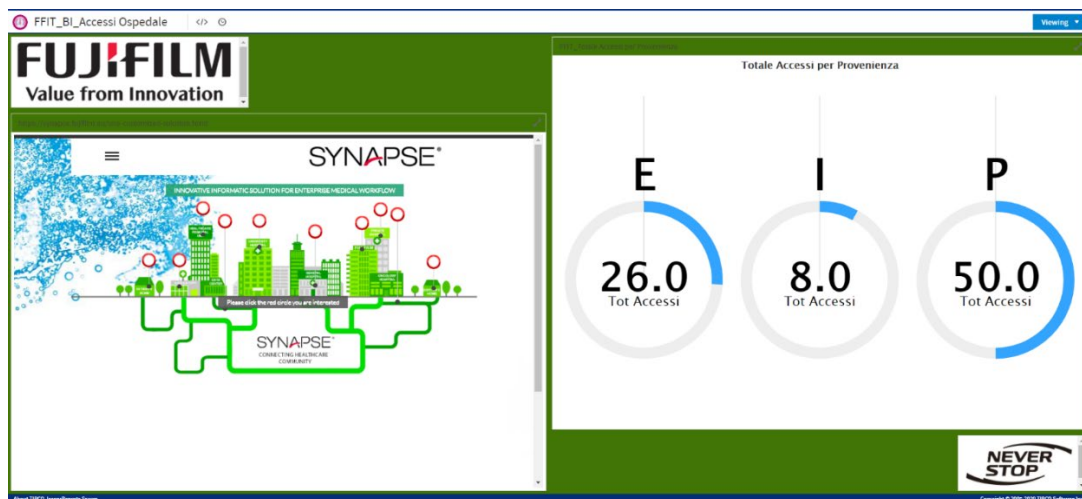 FFIT_BI_Accessi Ospedale
</>
Viewing
FUJIFILM
Value from Innovation
SYNAPSE
INNOVATIVE INFORMATIC SOLUTION FOR ENTERPRISE MEDICAL WORKFLOW
Please click the red circle you are interested
SYNAPSE
CONNECTING HEALTHCARE
COMMUNITY
Totale Accessi per Provenienza
E
26.0
Tot Accessi
I
8.0
Tot Accessi
P
50.0
Tot Accessi
NEVER
STOP